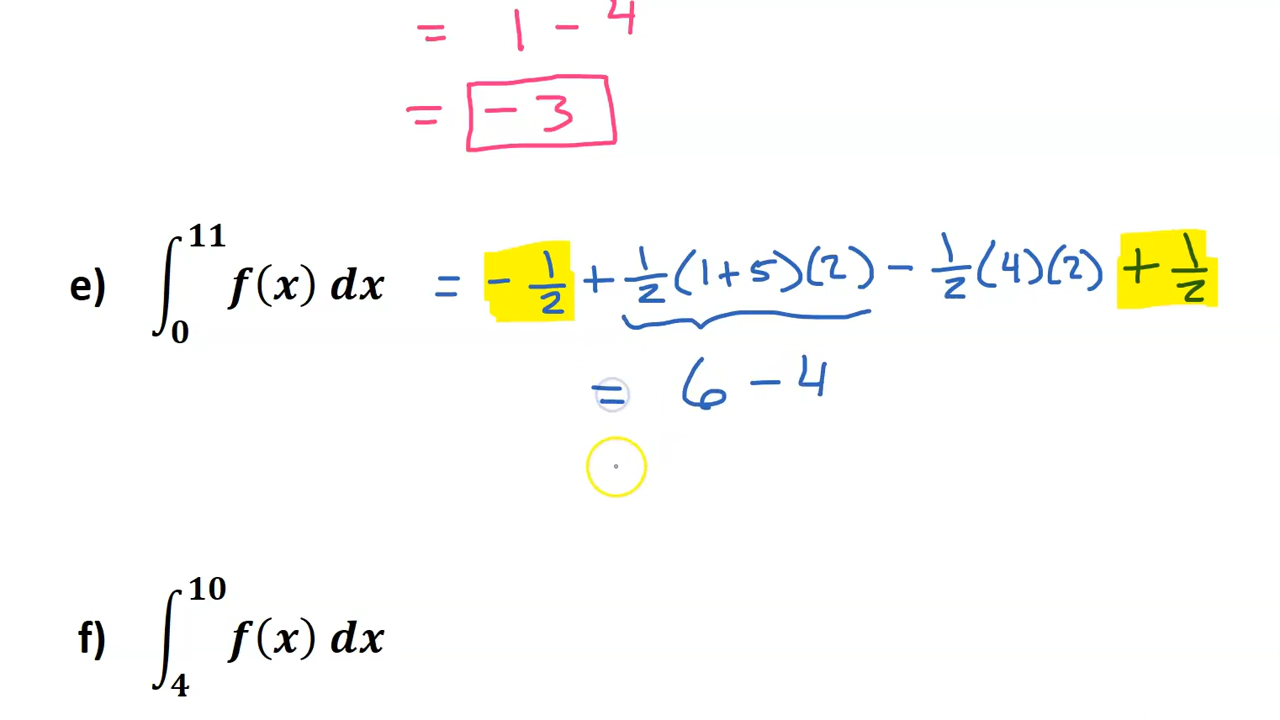 = 1 - 4
= -3
e) ∫₀¹¹ f(x) dx = - 1/2 + 1/2 (1+5)(2) - 1/2 (4)(2) + 1/2
= 6 - 4
f) ∫₄¹⁰ f(x) dx